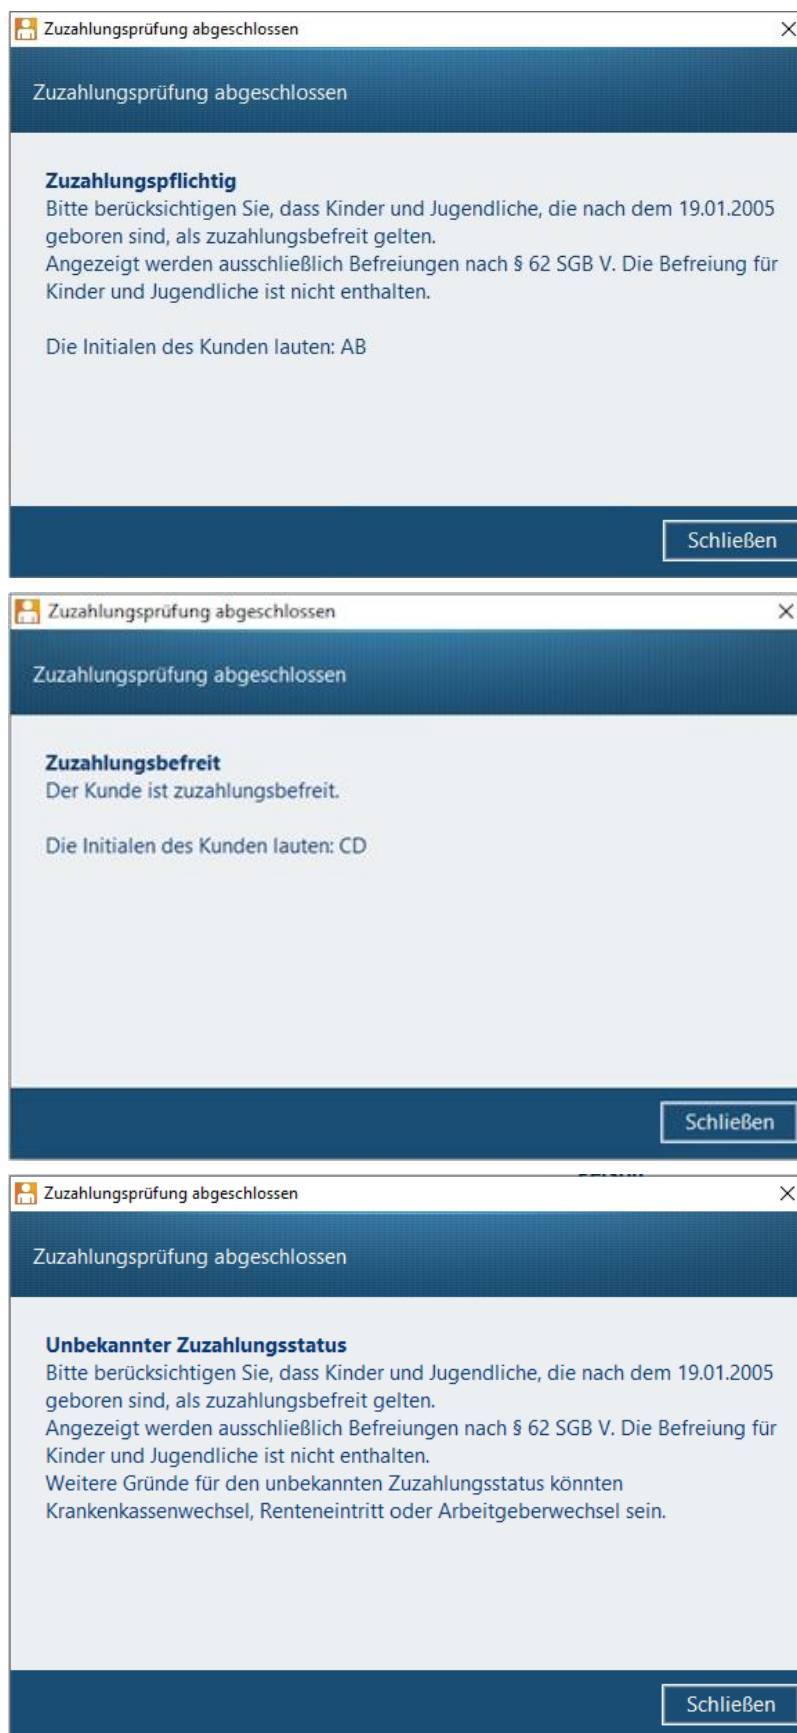 Zuzahlungsprüfung abgeschlossen
Zuzahlungsprüfung abgeschlossen
Zuzahlungspflichtig
Bitte berücksichtigen Sie, dass Kinder und Jugendliche, die nach dem 19.01.2005
geboren sind, als zuzahlungsbefreit gelten.
Angezeigt werden ausschließlich Befreiungen nach § 62 SGB V. Die Befreiung für
Kinder und Jugendliche ist nicht enthalten.
Die Initialen des Kunden lauten: AB
Schließen
Zuzahlungsprüfung abgeschlossen
Zuzahlungsprüfung abgeschlossen
Zuzahlungsbefreit
Der Kunde ist zuzahlungsbefreit.
Die Initialen des Kunden lauten: CD
Schließen
Zuzahlungsprüfung abgeschlossen
Zuzahlungsprüfung abgeschlossen
Unbekannter Zuzahlungsstatus
Bitte berücksichtigen Sie, dass Kinder und Jugendliche, die nach dem 19.01.2005
geboren sind, als zuzahlungsbefreit gelten.
Angezeigt werden ausschließlich Befreiungen nach § 62 SGB V. Die Befreiung für
Kinder und Jugendliche ist nicht enthalten.
Weitere Gründe für den unbekannten Zuzahlungsstatus könnten
Krankenkassenwechsel, Renteneintritt oder Arbeitgeberwechsel sein.
Schließen